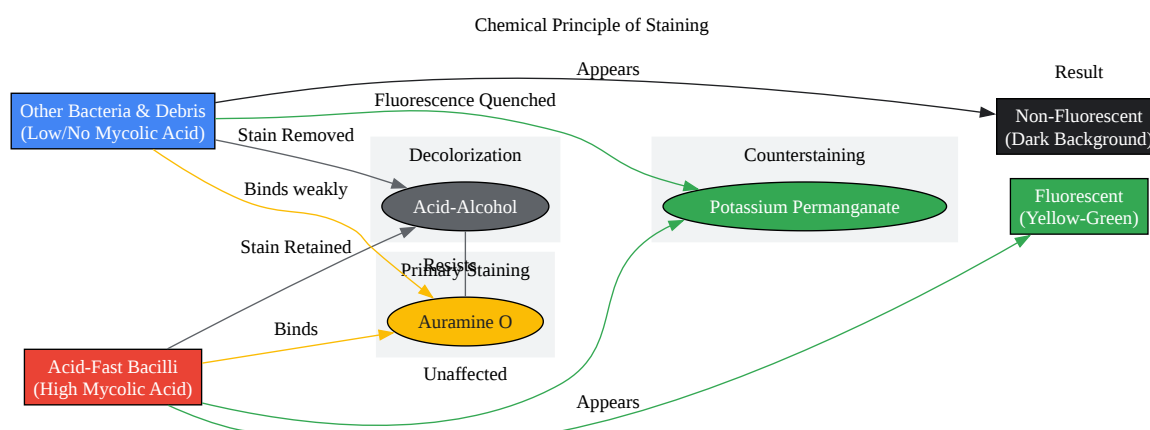 Chemical Principle of Staining
Appears
Result
Other Bacteria & Debris
(Low/No Mycolic Acid)
Fluorescence Quenched
Non-Fluorescent
(Dark Background)
Stain Removed
Decolorization
Counterstaining
Binds weakly
Acid-Alcohol
Potassium Permanganate
Fluorescent
(Yellow-Green)
Stain Retained
Resists
Primary Staining
Binds
Auramine O
Acid-Fast Bacilli
(High Mycolic Acid)
Unaffected
Appears